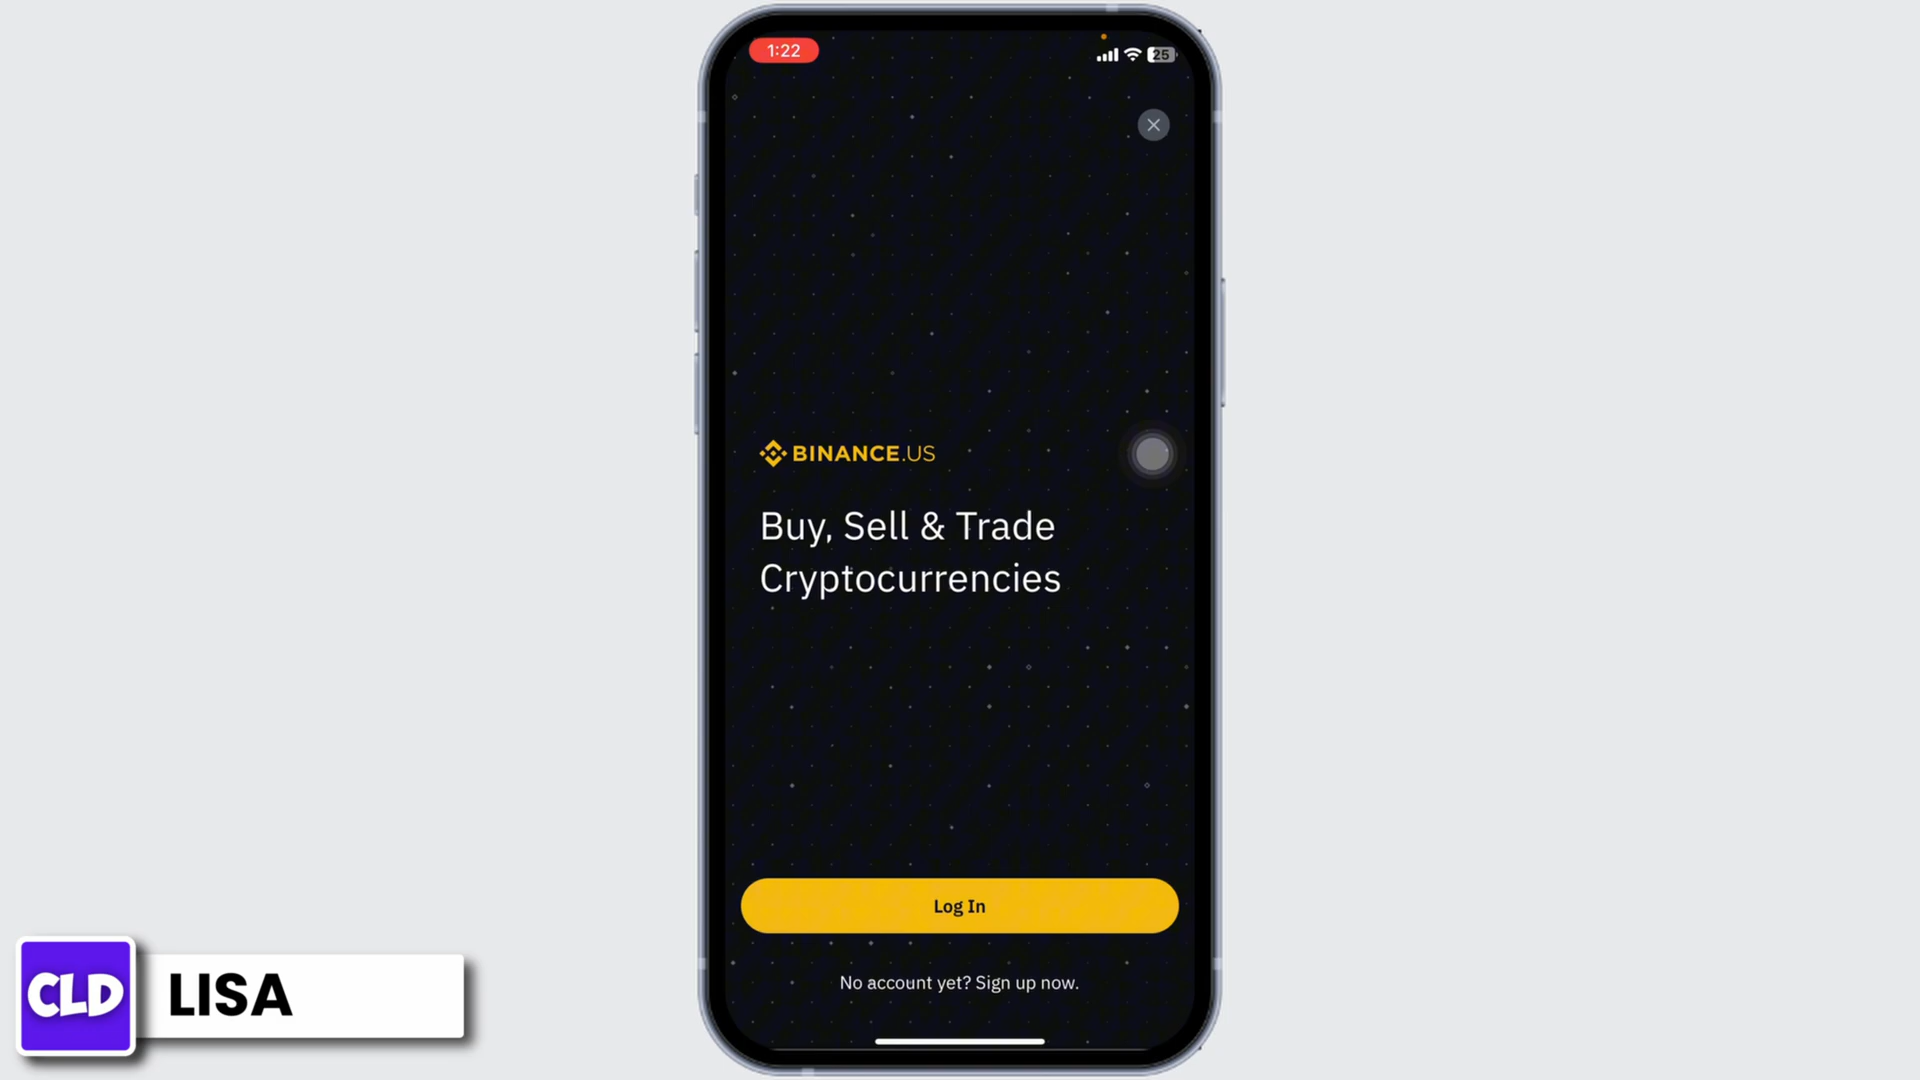 1:22
25
BINANCE.US
Buy, Sell & Trade
Cryptocurrencies
Log In
No account yet? Sign up now.
CLD
LISA